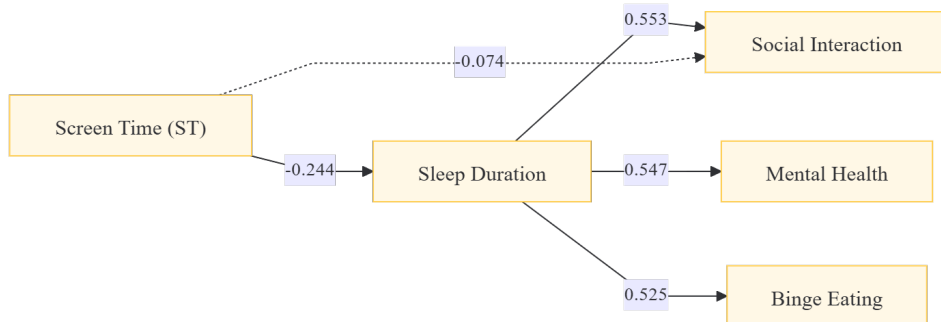 0.553
Social Interaction
-0.074
Screen Time (ST)
-0.244
Sleep Duration
0.547
Mental Health
0.525
Binge Eating